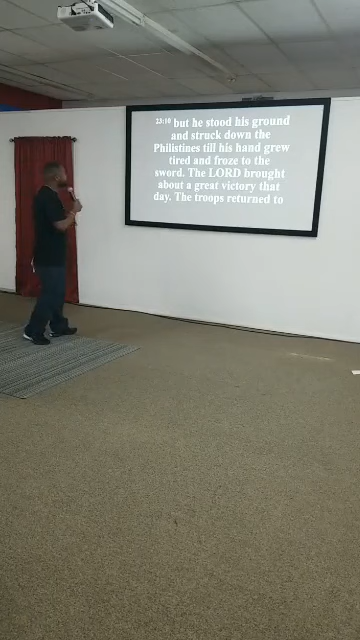 23:10 but he stood his ground
and struck down the
Philistines till his hand grew
tired and froze to the
sword. The LORD brought
about a great victory that
day. The troops returned to